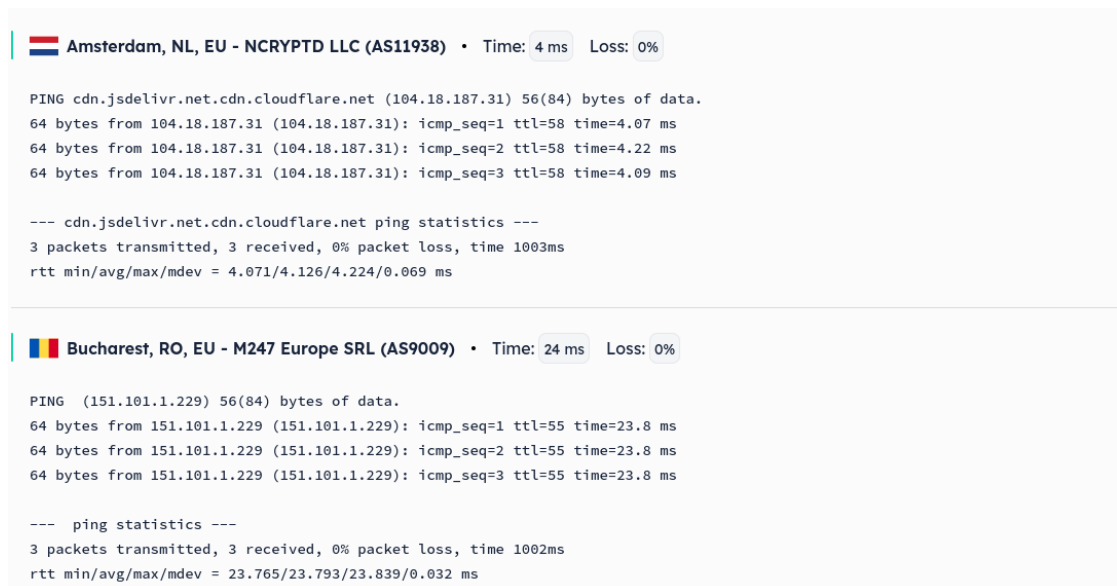 Amsterdam, NL, EU - NCRYPTD LLC (AS11938) • Time: 4 ms Loss: 0%
PING cdn.jsdelivr.net.cdn.cloudflare.net (104.18.187.31) 56(84) bytes of data.
64 bytes from 104.18.187.31 (104.18.187.31): icmp_seq=1 ttl=58 time=4.07 ms
64 bytes from 104.18.187.31 (104.18.187.31): icmp_seq=2 ttl=58 time=4.22 ms
64 bytes from 104.18.187.31 (104.18.187.31): icmp_seq=3 ttl=58 time=4.09 ms
--- cdn.jsdelivr.net.cdn.cloudflare.net ping statistics ---
3 packets transmitted, 3 received, 0% packet loss, time 1003ms
rtt min/avg/max/mdev = 4.071/4.126/4.224/0.069 ms
Bucharest, RO, EU - M247 Europe SRL (AS9009) • Time: 24 ms Loss: 0%
PING  (151.101.1.229) 56(84) bytes of data.
64 bytes from 151.101.1.229 (151.101.1.229): icmp_seq=1 ttl=55 time=23.8 ms
64 bytes from 151.101.1.229 (151.101.1.229): icmp_seq=2 ttl=55 time=23.8 ms
64 bytes from 151.101.1.229 (151.101.1.229): icmp_seq=3 ttl=55 time=23.8 ms
---  ping statistics ---
3 packets transmitted, 3 received, 0% packet loss, time 1002ms
rtt min/avg/max/mdev = 23.765/23.793/23.839/0.032 ms